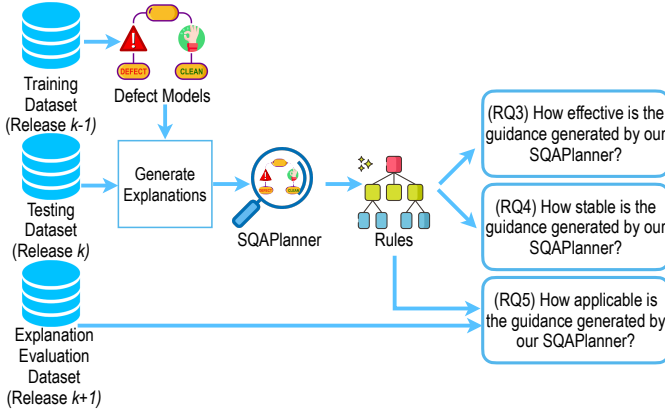 DEFECT
CLEAN
Training
Dataset
(Release k-1)
Defect Models
(RQ3) How effective is the
guidance generated by our
SQAPlanner?
Generate
Explanations
DEFECT
CLEAN
SQAPlanner
Rules
Testing
Dataset
(Release k)
(RQ4) How stable is the
guidance generated by our
SQAPlanner?
(RQ5) How applicable is
the guidance generated by
our SQAPlanner?
Explanation
Evaluation
Dataset
(Release k+1)